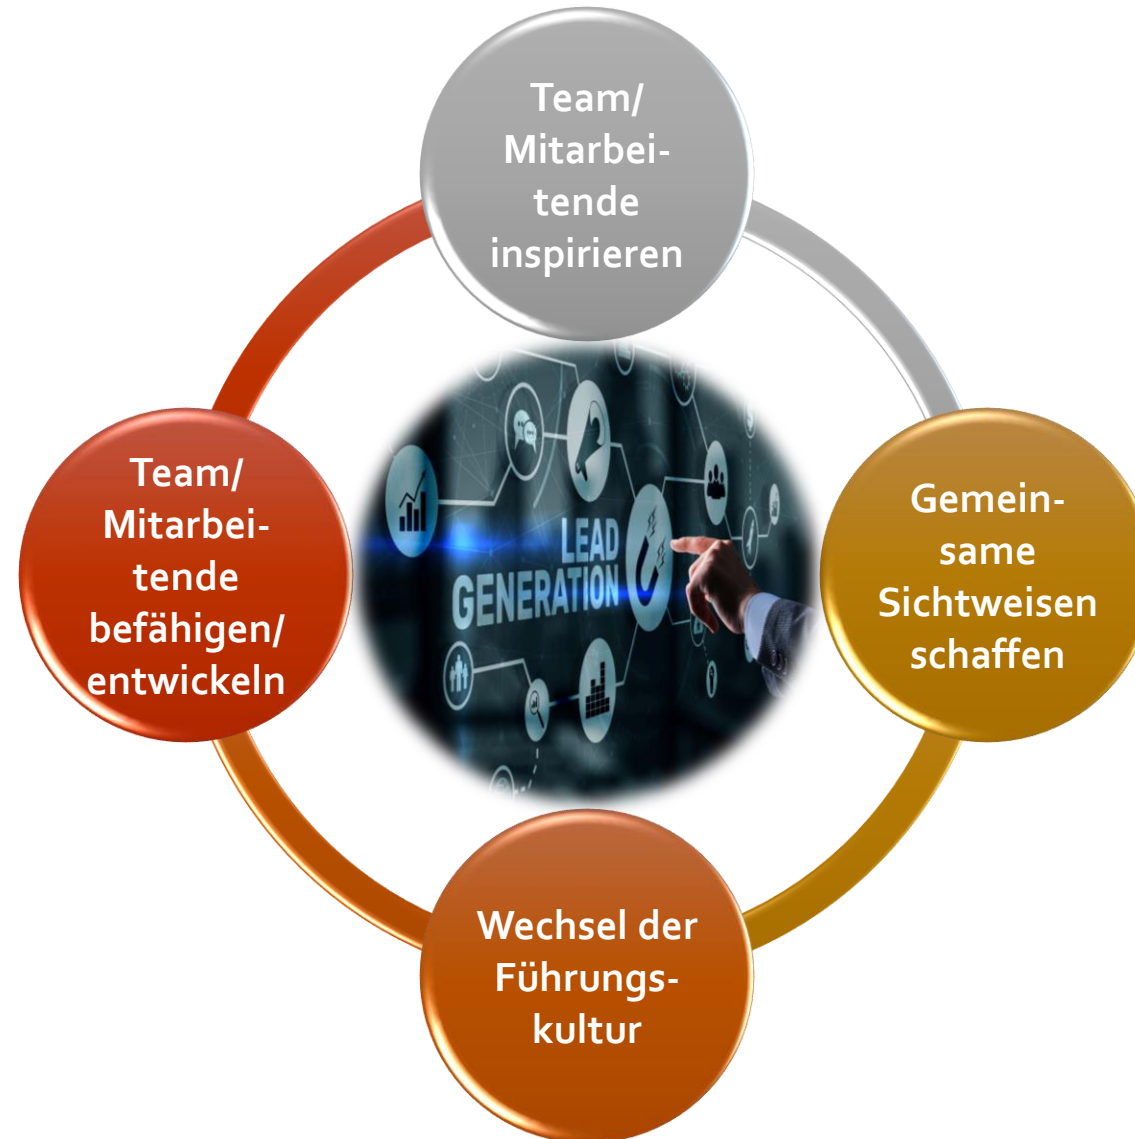 Team/
Mitarbei-
tende
inspirieren
Gemein-
same
Sichtweisen
schaffen
Wechsel der
Führungs-
kultur
Team/
Mitarbei-
tende
befähigen/
entwickeln
LEAD
GENERATION